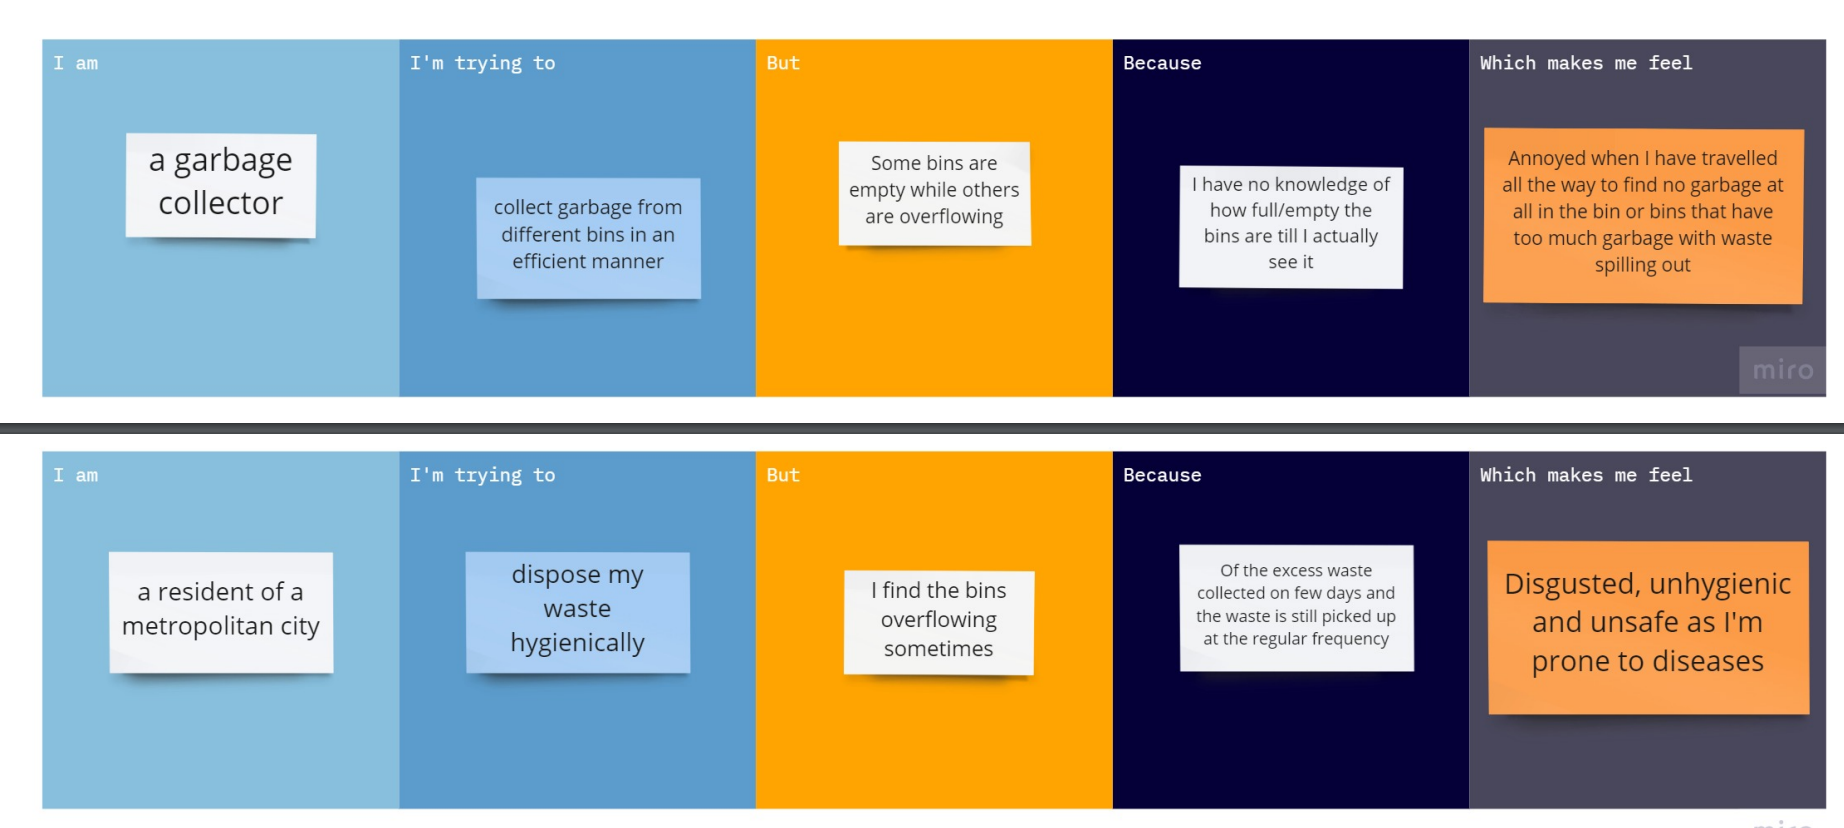 I am
I'm trying to
But
Because
Which makes me feel
a garbage
collector
collect garbage from
different bins in an
efficient manner
Some bins are
empty while others
are overflowing
I have no knowledge of
how full/empty the
bins are till I actually
see it
Annoyed when I have travelled
all the way to find no garbage at
all in the bin or bins that have
too much garbage with waste
spilling out
miro
I am
I'm trying to
But
Because
Which makes me feel
a resident of a
metropolitan city
dispose my
waste
hygienically
I find the bins
overflowing
sometimes
Of the excess waste
collected on few days and
the waste is still picked up
at the regular frequency
Disgusted, unhygienic
and unsafe as I'm
prone to diseases
miro